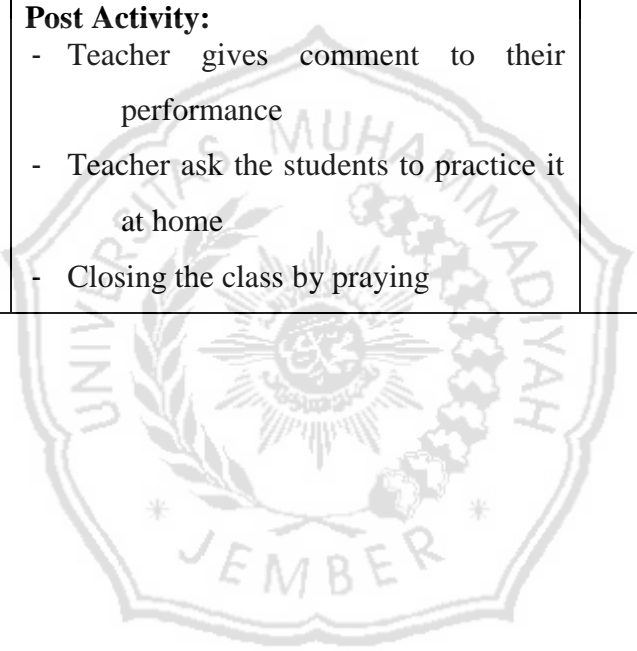 Post Activity:
- Teacher gives comment to their
performance
- Teacher ask the students to practice it
at home
- Closing the class by praying
UNIVERSITAS MUHAMMADIYAH
JEMBER